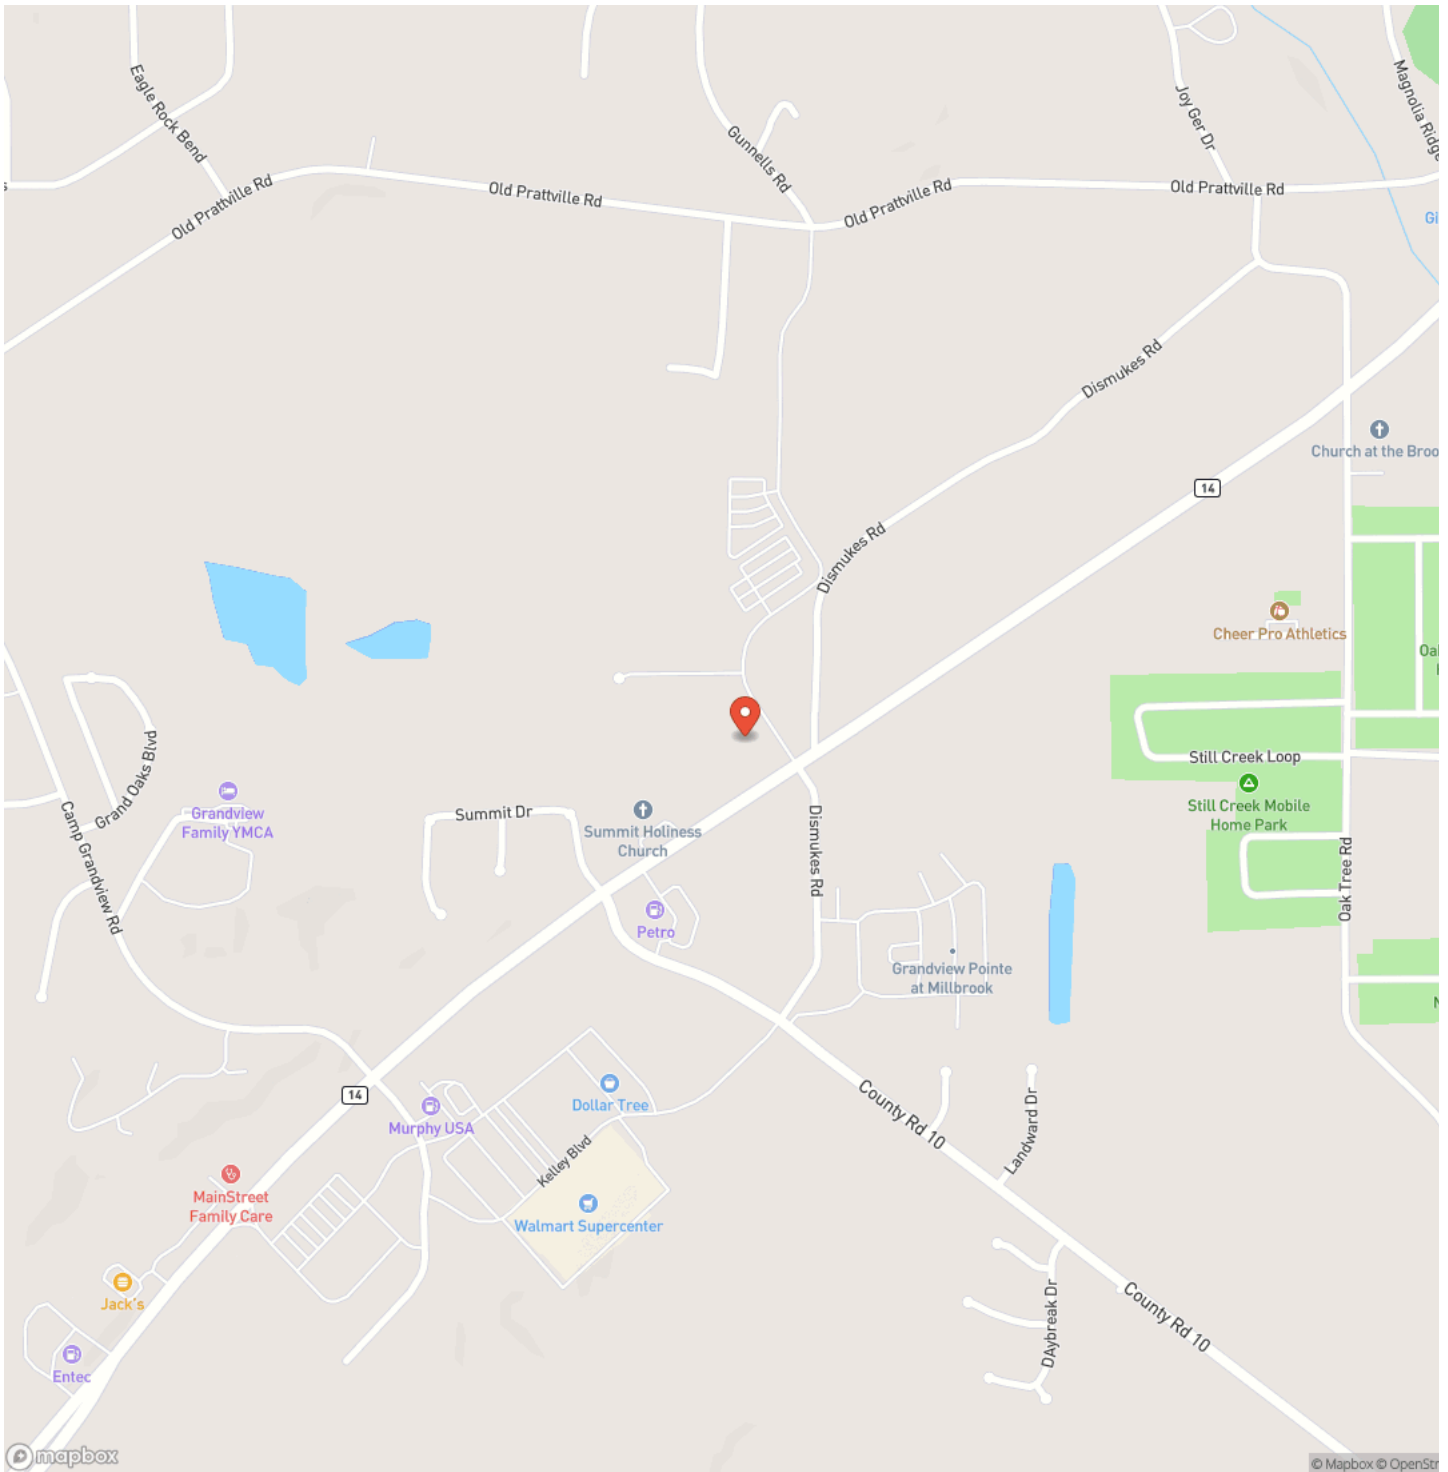 Eagle Rock Bend
Gunnells Rd
Joy Ger Dr
Magnolia Ridge
s
Old Prattville Rd
Old Prattville Rd
Old Prattville Rd
Old Prattville Rd
Gi
Dismukes Rd
Church at the Broo
14
Dismukes Rd
Cheer Pro Athletics
Oa
Grand Oaks Blvd
Still Creek Loop
Grandview
Family YMCA
Camp Grandview Rd
Summit Dr
Summit Holiness
Church
Dismukes Rd
Still Creek Mobile
Home Park
Oak Tree Rd
Petro
Grandview Pointe
at Millbrook
N
14
Murphy USA
Dollar Tree
County Rd 10
Landward Dr
Kelley Blvd
MainStreet
Family Care
Walmart Supercenter
Jack's
DAybreak Dr
County Rd 10
Entec
mapbox
© Mapbox © OpenStr